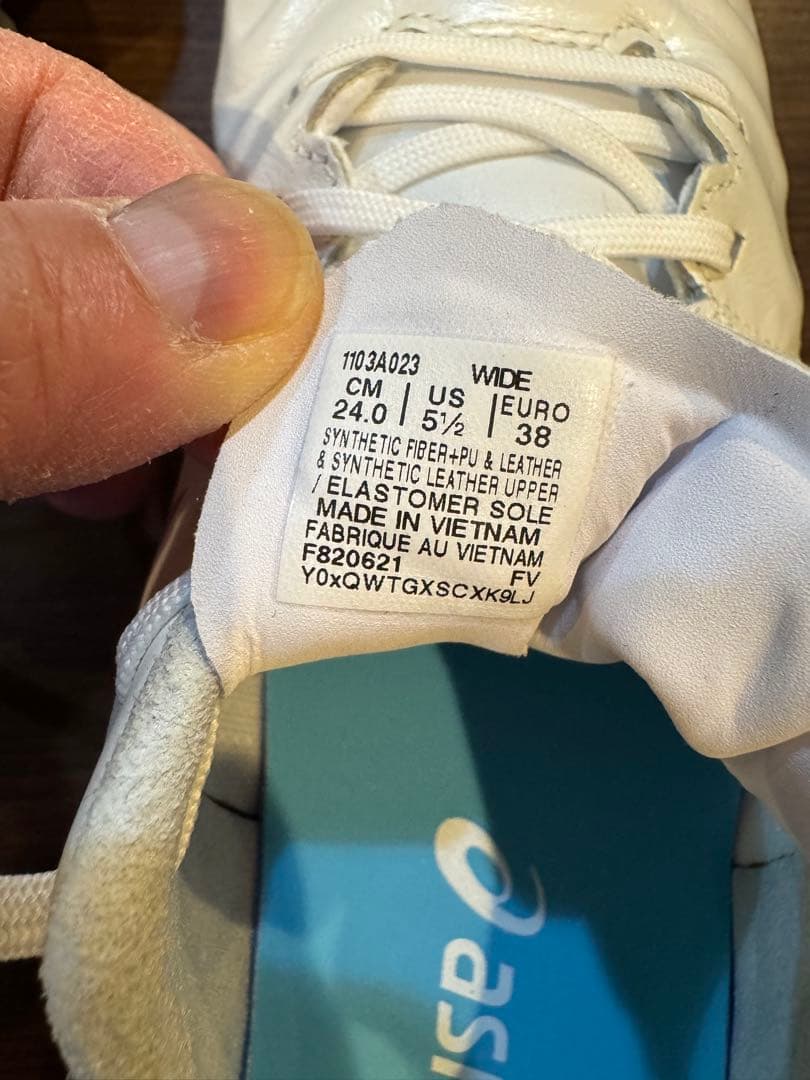 1103A023 WIDE
CM | US | EURO
24.0 5½ 38
SYNTHETIC FIBER+PU & LEATHER
& SYNTHETIC LEATHER UPPER
/ ELASTOMER SOLE
MADE IN VIETNAM
FABRIQUE AU VIETNAM
F820621 FV
Y0xQWTGXSCXK9LJ
asi